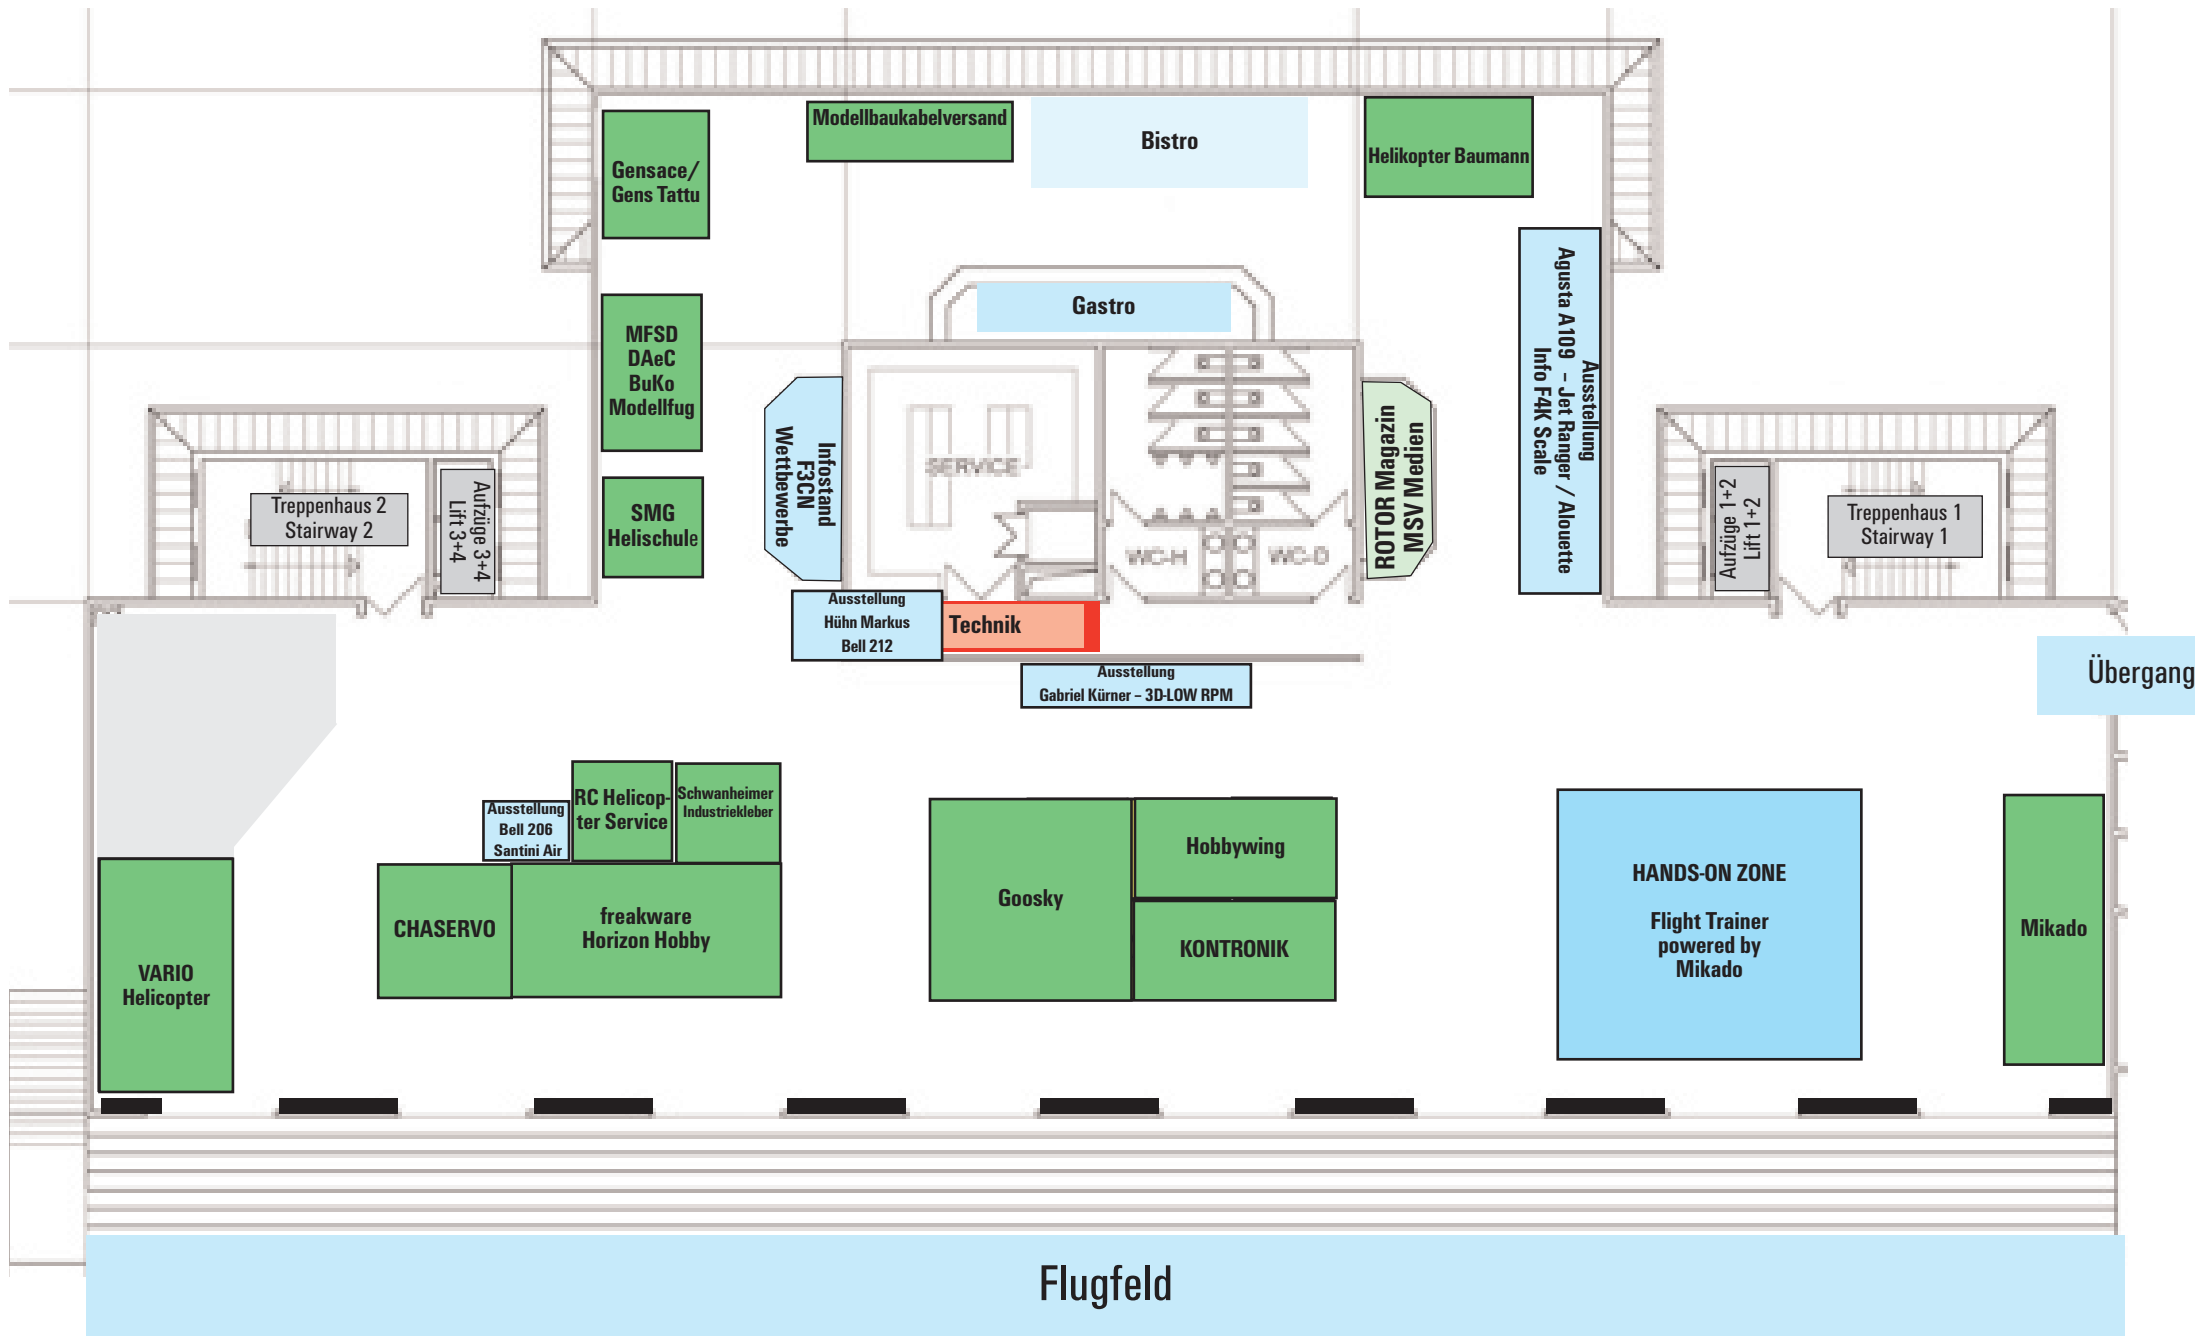 Modellbaukabelversand
Bistro
Helikopter Baumann
Gensace/
Gens Tattu
Gastro
MFSD
DAeC
BuKo
Modellfug
SMG
Helischule
Infostand
F3CN
Wettbewerbe
SERVICE
WC-H
WC-D
ROTOR Magazin
MSV Medien
Ausstellung
Agusta A109 – Jet Ranger / Alouette
Info F4K Scale
Treppenhaus 2
Stairway 2
Aufzüge 3+4
Lift 3+4
Aufzüge 1+2
Lift 1+2
Treppenhaus 1
Stairway 1
Ausstellung
Hühn Markus
Bell 212
Technik
Ausstellung
Gabriel Kürner – 3D-LOW RPM
Übergang
Ausstellung
Bell 206
Santini Air
RC Helicop-
ter Service
Schwanheimer
Industriekleber
CHASERVO
freakware
Horizon Hobby
VARIO
Helicopter
Goosky
Hobbywing
KONTRONIK
HANDS-ON ZONE
Flight Trainer
powered by
Mikado
Mikado
Flugfeld